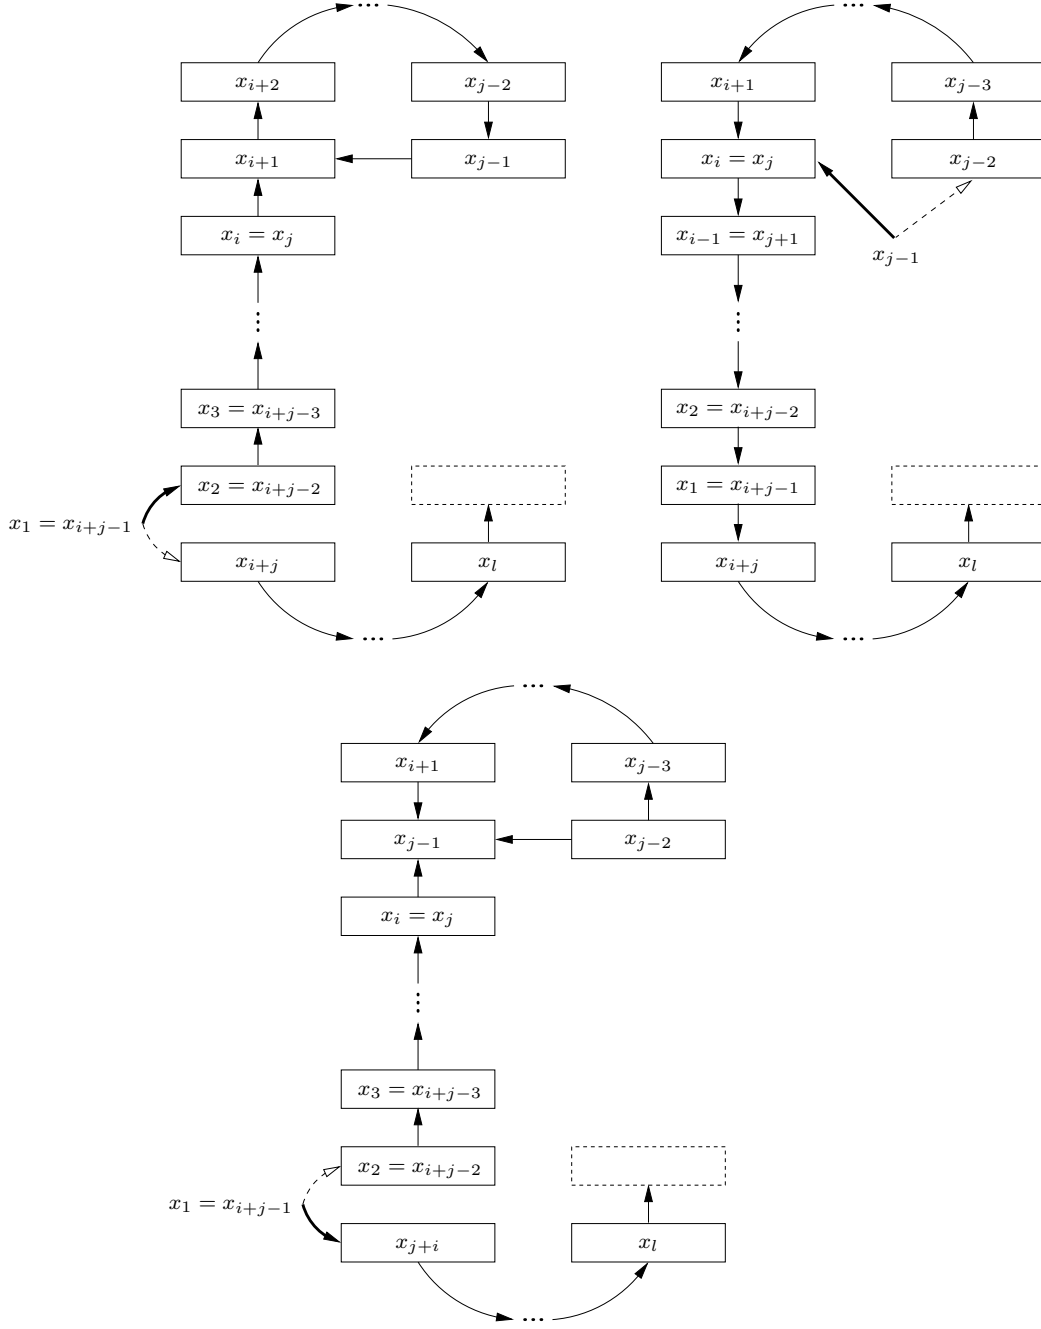 ...
x_{i+2}
x_{j−2}
x_{i+1}
x_{j−1}
x_i = x_j
⋮
x_3 = x_{i+j−3}
x_2 = x_{i+j−2}
x_1 = x_{i+j−1}
x_{i+j}
x_l
...
...
x_{i+1}
x_{j−3}
x_i = x_j
x_{j−2}
x_{i−1} = x_{j+1}
x_{j−1}
⋮
x_2 = x_{i+j−2}
x_1 = x_{i+j−1}
x_{i+j}
x_l
...
...
x_{i+1}
x_{j−3}
x_{j−1}
x_{j−2}
x_i = x_j
⋮
x_3 = x_{i+j−3}
x_2 = x_{i+j−2}
x_1 = x_{i+j−1}
x_{j+i}
x_l
...